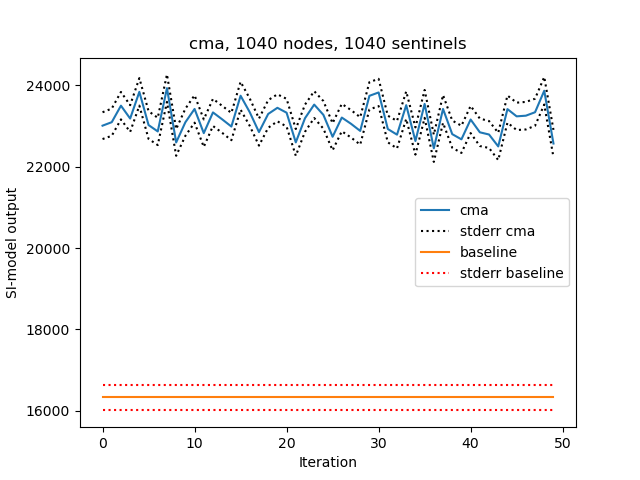 cma, 1040 nodes, 1040 sentinels
SI-model output
24000
22000
20000
18000
16000
cma
stderr cma
baseline
stderr baseline
0
10
20
30
40
50
Iteration